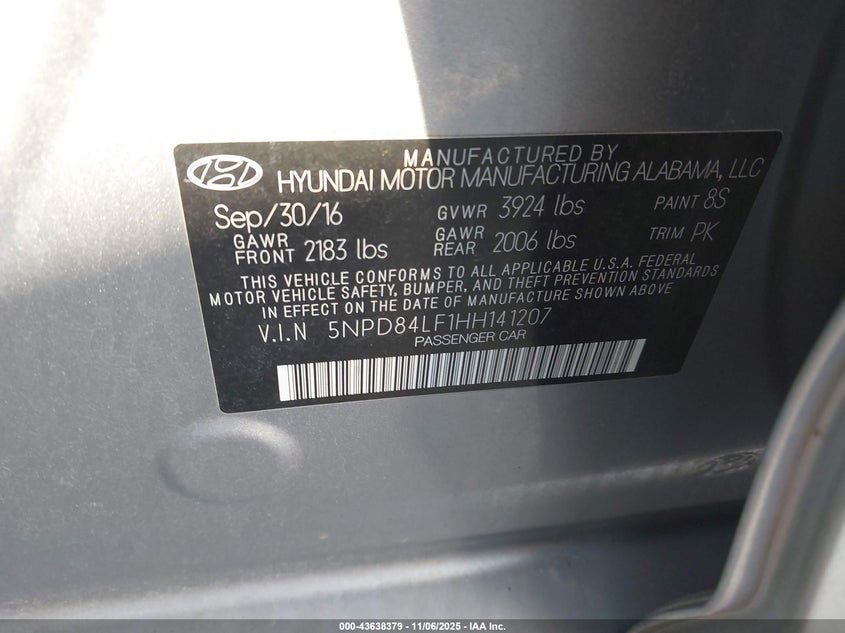 MANUFACTURED BY
HYUNDAI MOTOR MANUFACTURING ALABAMA, LLC
Sep/30/16 GVWR 3924 lbs PAINT 8S
GAWR FRONT 2183 lbs GAWR REAR 2006 lbs TRIM PK
THIS VEHICLE CONFORMS TO ALL APPLICABLE U.S.A. FEDERAL
MOTOR VEHICLE SAFETY, BUMPER, AND THEFT PREVENTION STANDARDS
IN EFFECT ON THE DATE OF MANUFACTURE SHOWN ABOVE
V.I.N 5NPD84LF1HH141207
PASSENGER CAR
000-43638379 - 11/06/2025 - IAA Inc.